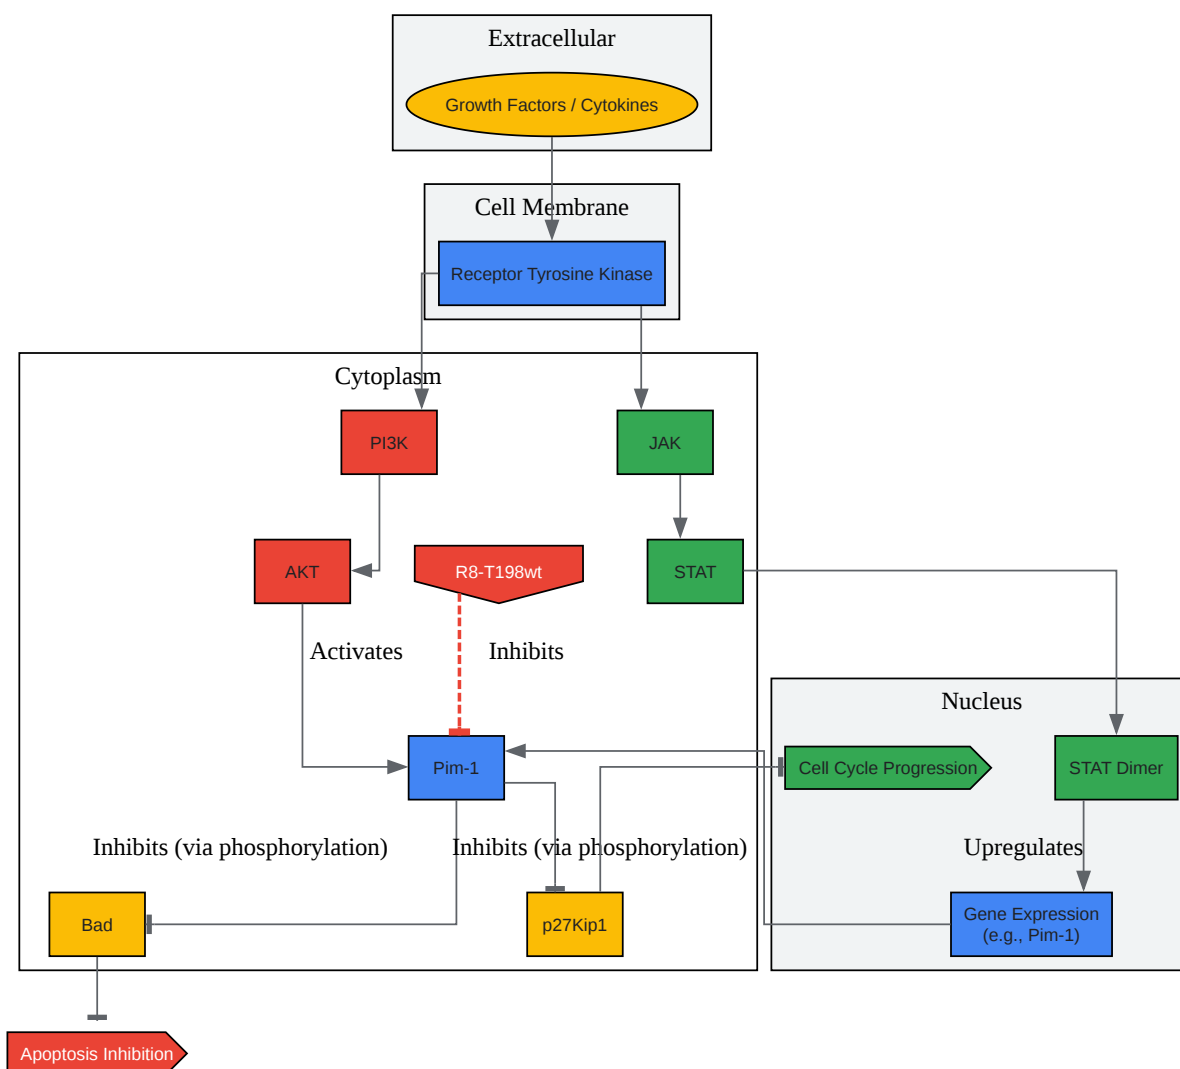 Extracellular
Growth Factors / Cytokines
Cell Membrane
Receptor Tyrosine Kinase
Cytoplasm
PI3K
JAK
AKT
R8-T198wt
STAT
Activates
Inhibits
Nucleus
Pim-1
Cell Cycle Progression
STAT Dimer
Inhibits (via phosphorylation)
Inhibits (via phosphorylation)
Upregulates
Bad
p27Kip1
Gene Expression
(e.g., Pim-1)
Apoptosis Inhibition